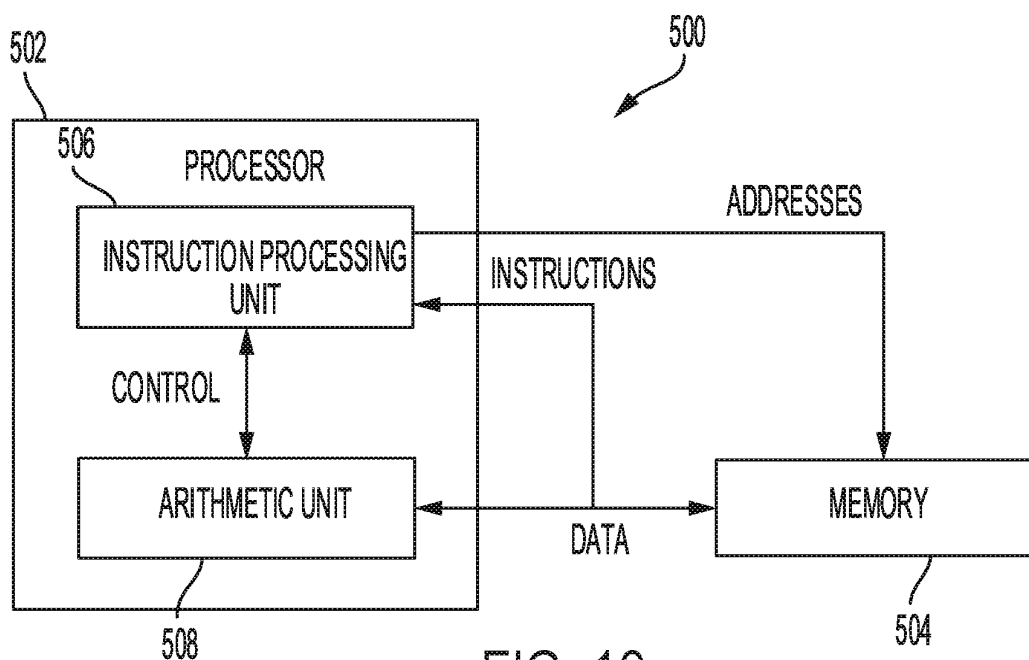 502
500
506
PROCESSOR
ADDRESSES
INSTRUCTION PROCESSING
UNIT
INSTRUCTIONS
CONTROL
ARITHMETIC UNIT
MEMORY
DATA
508
504